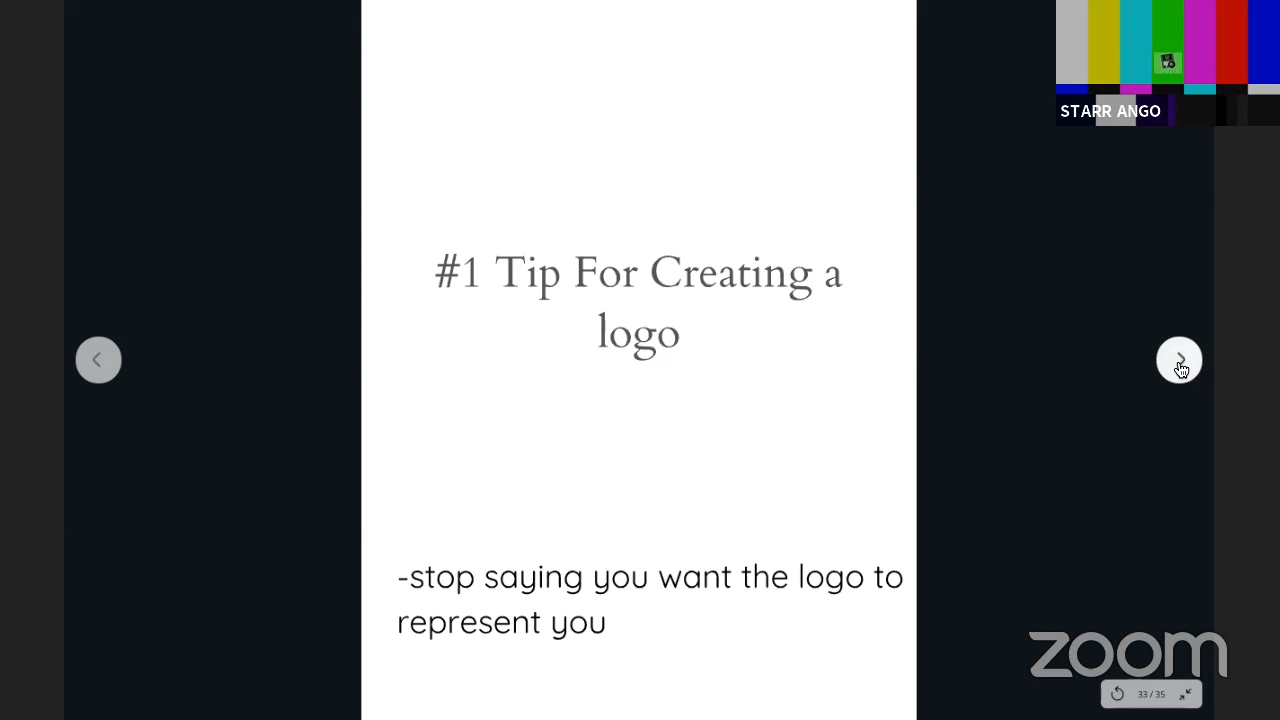 STARR ANGO
#1 Tip For Creating a
logo
-stop saying you want the logo to
represent you
zoom
33 / 35